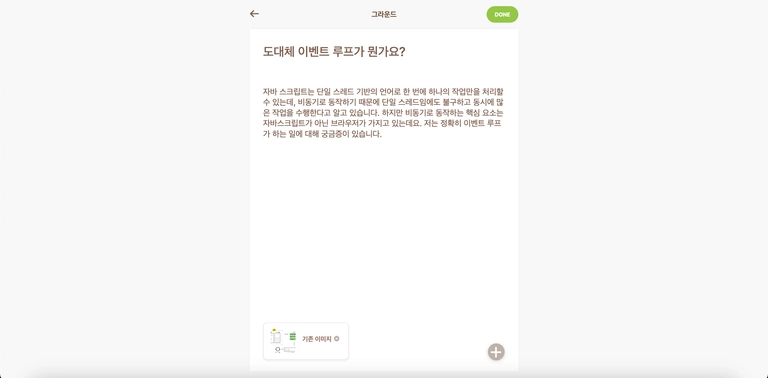 그라운드
DONE
도대체 이벤트 루프가 뭔가요?
자바 스크립트는 단일 스레드 기반의 언어로 한 번에 하나의 작업만을 처리할
수 있는데, 비동기로 동작하기 때문에 단일 스레드임에도 불구하고 동시에 많
은 작업을 수행한다고 알고 있습니다. 하지만 비동기로 동작하는 핵심 요소는
자바스크립트가 아닌 브라우저가 가지고 있는데요. 저는 정확히 이벤트 루프
가 하는 일에 대해 궁금증이 있습니다.
기존 이미지